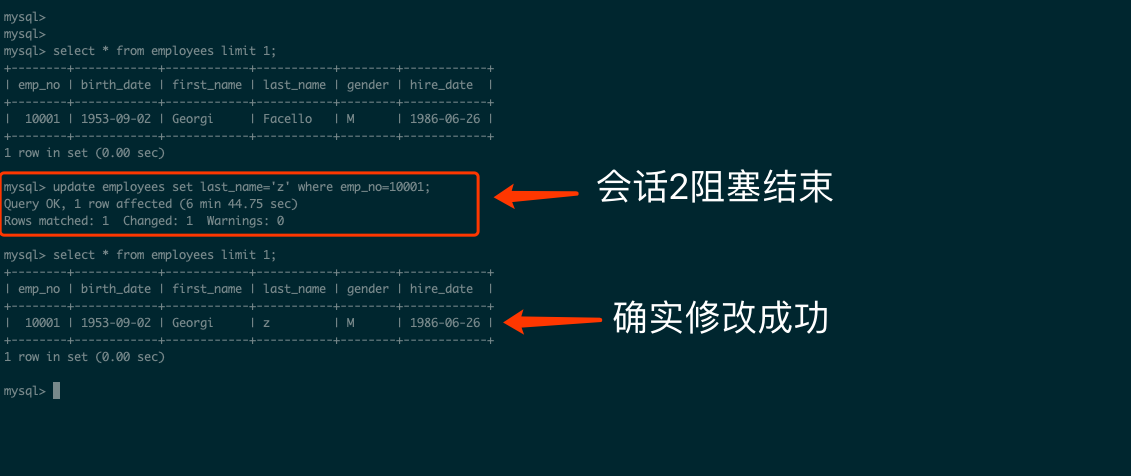 mysql>
mysql>
mysql> select * from employees limit 1;
+--------+------------+------------+-----------+--------+------------+
| emp_no | birth_date | first_name | last_name | gender | hire_date  |
+--------+------------+------------+-----------+--------+------------+
|  10001 | 1953-09-02 | Georgi     | Facello   | M      | 1986-06-26 |
+--------+------------+------------+-----------+--------+------------+
1 row in set (0.00 sec)
mysql> update employees set last_name='z' where emp_no=10001;
Query OK, 1 row affected (6 min 44.75 sec)
Rows matched: 1  Changed: 1  Warnings: 0
会话2阻塞结束
mysql> select * from employees limit 1;
+--------+------------+------------+-----------+--------+------------+
| emp_no | birth_date | first_name | last_name | gender | hire_date  |
+--------+------------+------------+-----------+--------+------------+
|  10001 | 1953-09-02 | Georgi     | z         | M      | 1986-06-26 |
+--------+------------+------------+-----------+--------+------------+
确实修改成功
1 row in set (0.00 sec)
mysql>